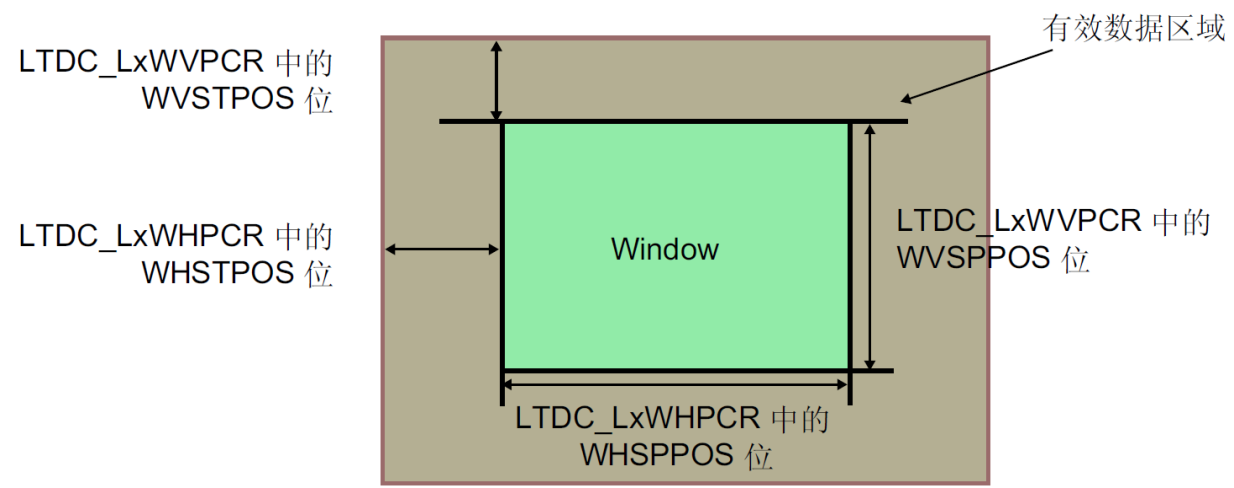 有效数据区域
LTDC_LxWVPCR 中的
WVSTPOS 位
LTDC_LxWHPCR 中的
WHSTPOS 位
Window
LTDC_LxWVPCR 中的
WVSPPOS 位
LTDC_LxWHPCR 中的
WHSPPOS 位